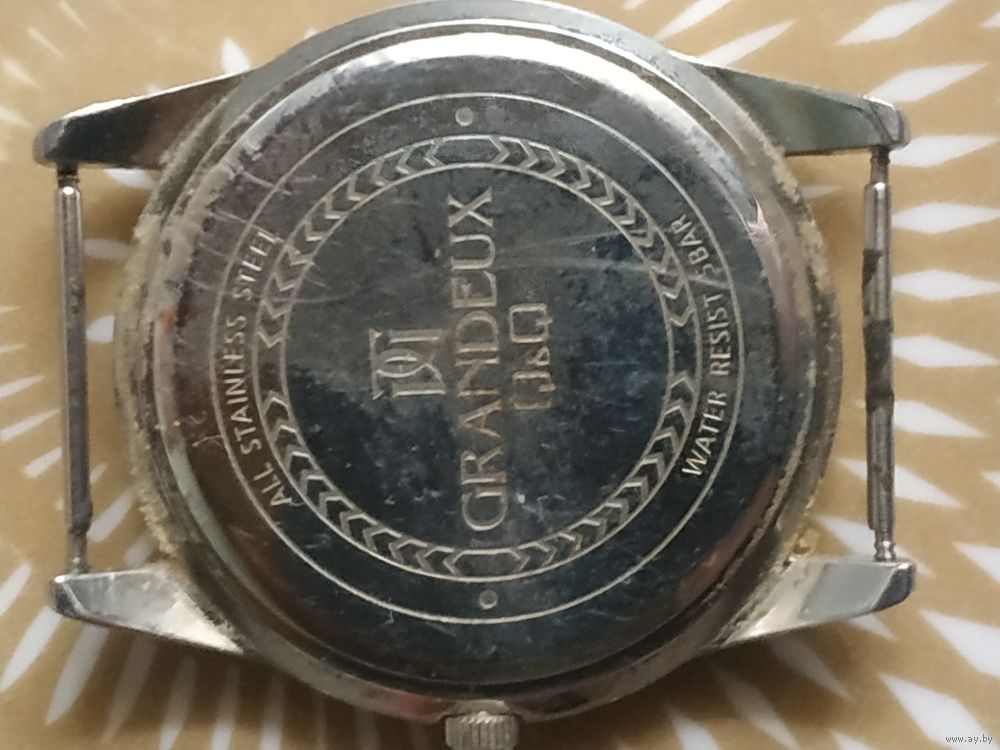 GRANDEUX
J&Q
ALL STAINLESS STEEL
WATER RESIST 5BAR
www.ay.by